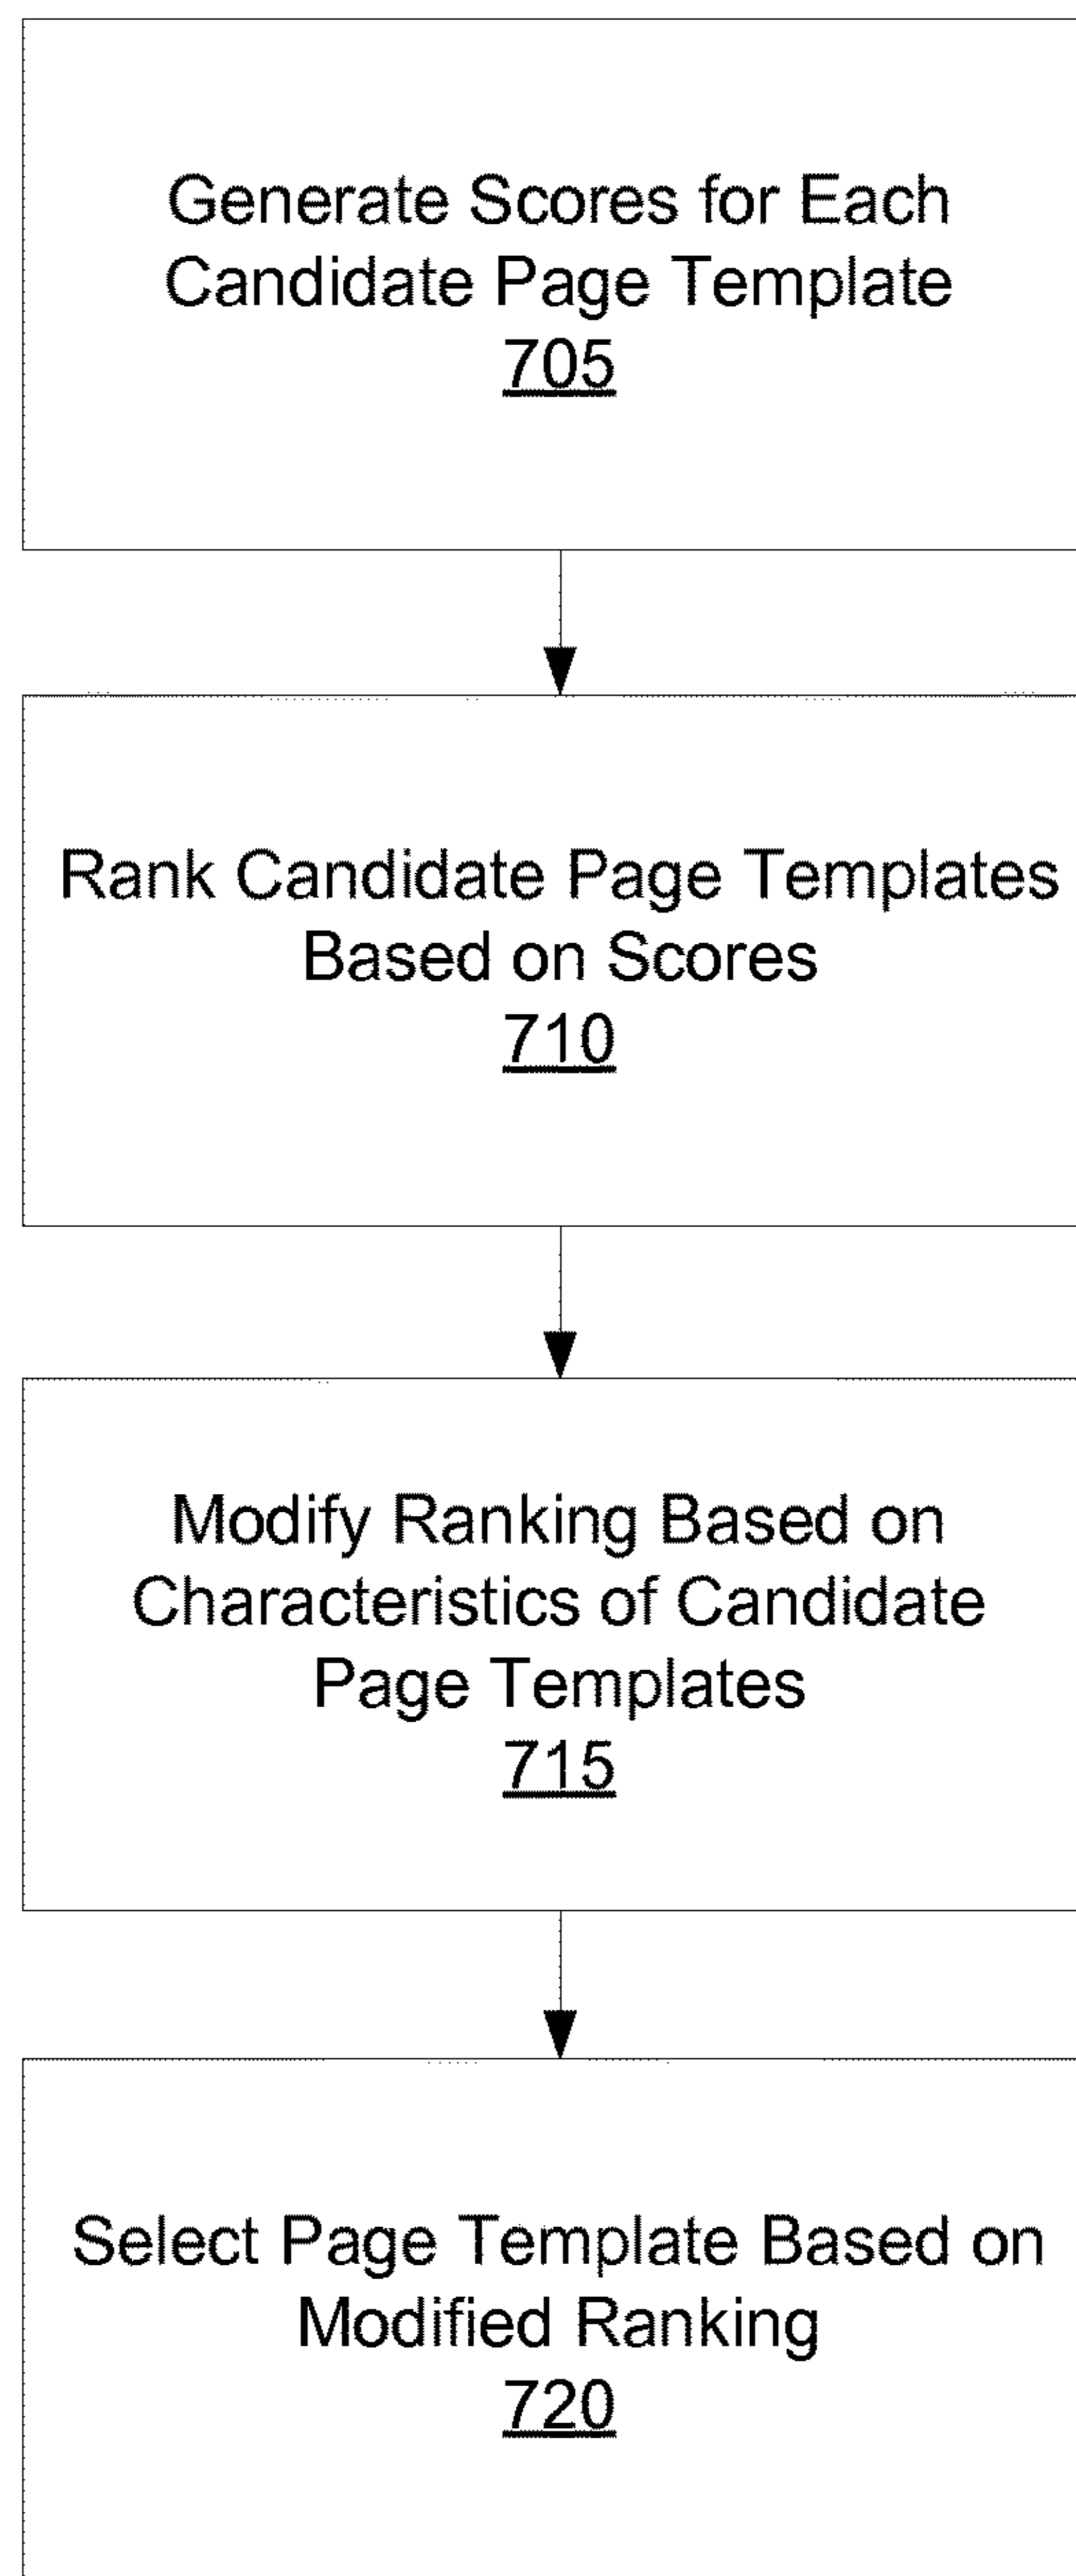 Generate Scores for Each
Candidate Page Template
705
Rank Candidate Page Templates
Based on Scores
710
Modify Ranking Based on
Characteristics of Candidate
Page Templates
715
Select Page Template Based on
Modified Ranking
720